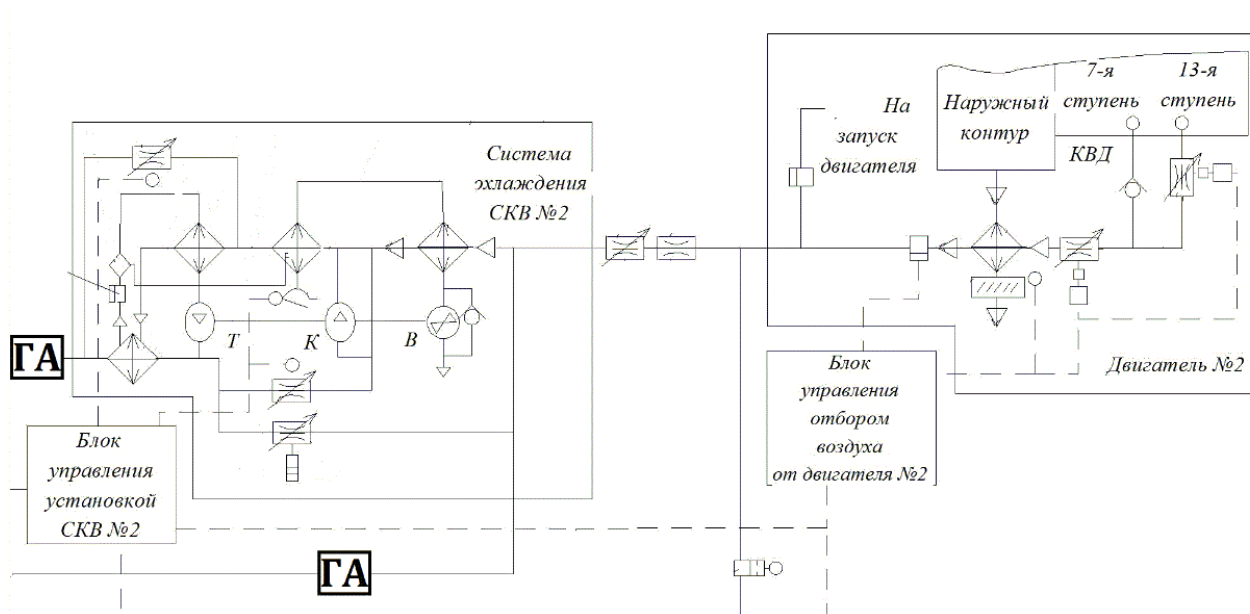 7-я
ступень
13-я
ступень
На
запуск
двигателя
Наружный
контур
КВД
Система
охлаждения
СКВ №2
Т
К
В
ГА
Двигатель №2
Блок
управления
отбором
воздуха
от двигателя №2
Блок
управления
установкой
СКВ №2
ГА